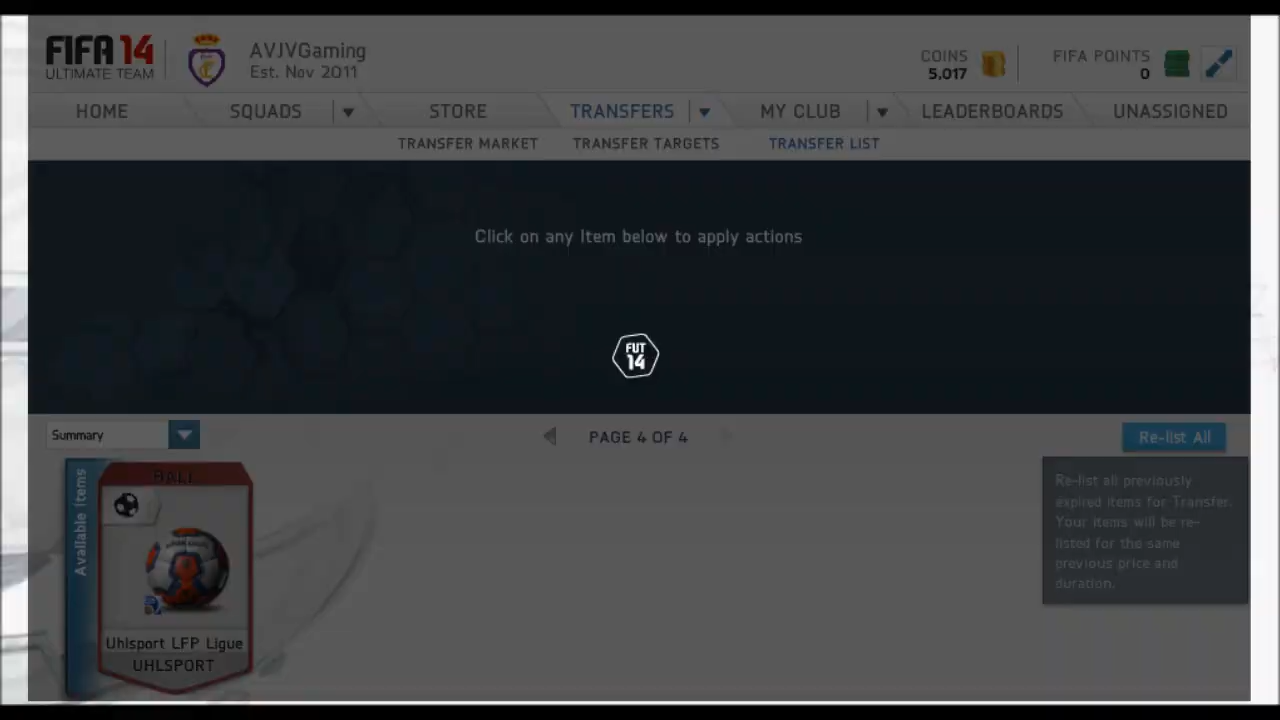 FIFA 14
ULTIMATE TEAM
AVJVGaming
Est. Nov 2011
COINS
5,017
FIFA POINTS
0
HOME
SQUADS
STORE
TRANSFERS
MY CLUB
LEADERBOARDS
UNASSIGNED
TRANSFER MARKET
TRANSFER TARGETS
TRANSFER LIST
Click on any Item below to apply actions
FUT
14
Summary
PAGE 4 OF 4
Re-list All
Re-list all previously
expired items for Transfer.
Your items will be re-
listed for the same
previous price and
duration.
Available Items
BALL
Uhlsport LFP Ligue
UHLSPORT